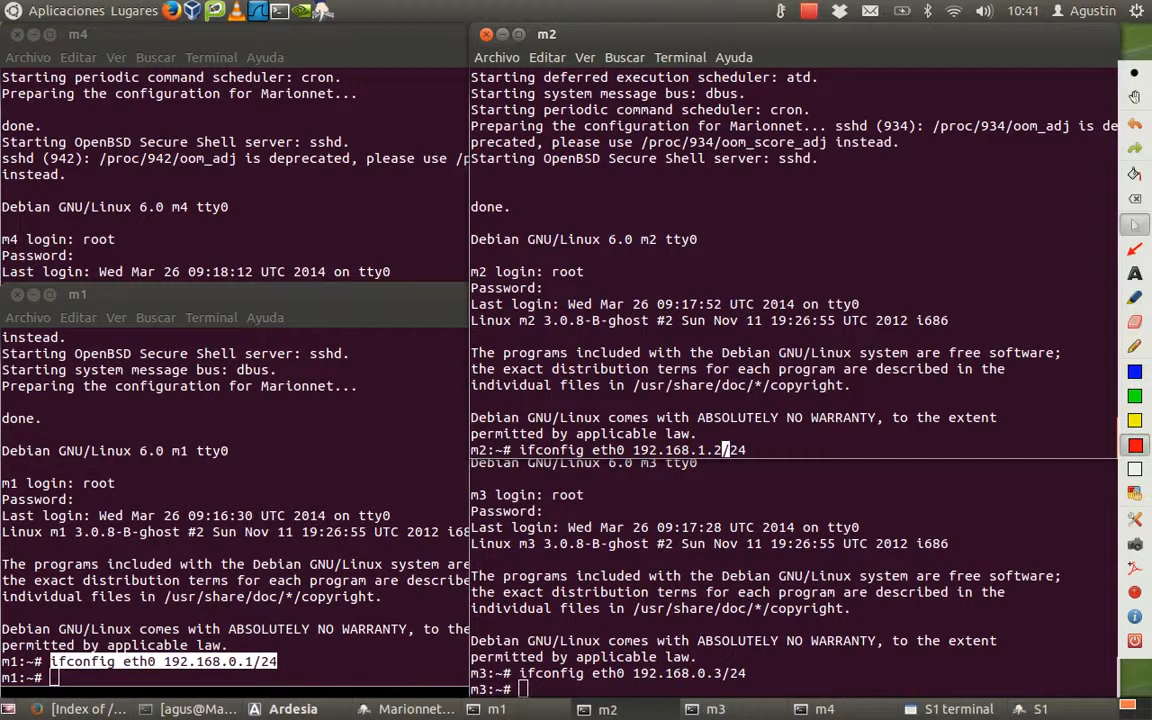 Aplicaciones Lugares
10:41
Agustin
m4
Archivo Editar Ver Buscar Terminal Ayuda
Starting periodic command scheduler: cron.
Preparing the configuration for Marionnet...
done.
Starting OpenBSD Secure Shell server: sshd.
sshd (942): /proc/942/oom_adj is deprecated, please use /p
instead.
Debian GNU/Linux 6.0 m4 tty0
m4 login: root
Password:
Last login: Wed Mar 26 09:18:12 UTC 2014 on tty0
m1
Archivo Editar Ver Buscar Terminal Ayuda
instead.
Starting OpenBSD Secure Shell server: sshd.
Starting system message bus: dbus.
Preparing the configuration for Marionnet...
done.
Debian GNU/Linux 6.0 m1 tty0
m1 login: root
Password:
Last login: Wed Mar 26 09:16:30 UTC 2014 on tty0
Linux m1 3.0.8-B-ghost #2 Sun Nov 11 19:26:55 UTC 2012 i68
The programs included with the Debian GNU/Linux system are
the exact distribution terms for each program are describe
individual files in /usr/share/doc/*/copyright.
Debian GNU/Linux comes with ABSOLUTELY NO WARRANTY, to the
permitted by applicable law.
m1:~# ifconfig eth0 192.168.0.1/24
m1:~#
m2
Archivo Editar Ver Buscar Terminal Ayuda
Starting deferred execution scheduler: atd.
Starting system message bus: dbus.
Starting periodic command scheduler: cron.
Preparing the configuration for Marionnet... sshd (934): /proc/934/oom_adj is de
precated, please use /proc/934/oom_score_adj instead.
Starting OpenBSD Secure Shell server: sshd.
done.
Debian GNU/Linux 6.0 m2 tty0
m2 login: root
Password:
Last login: Wed Mar 26 09:17:52 UTC 2014 on tty0
Linux m2 3.0.8-B-ghost #2 Sun Nov 11 19:26:55 UTC 2012 i686
The programs included with the Debian GNU/Linux system are free software;
the exact distribution terms for each program are described in the
individual files in /usr/share/doc/*/copyright.
Debian GNU/Linux comes with ABSOLUTELY NO WARRANTY, to the extent
permitted by applicable law.
m2:~# ifconfig eth0 192.168.1.2/24
Debian GNU/Linux 6.0 m3 tty0
m3 login: root
Password:
Last login: Wed Mar 26 09:17:28 UTC 2014 on tty0
Linux m3 3.0.8-B-ghost #2 Sun Nov 11 19:26:55 UTC 2012 i686
The programs included with the Debian GNU/Linux system are free software;
the exact distribution terms for each program are described in the
individual files in /usr/share/doc/*/copyright.
Debian GNU/Linux comes with ABSOLUTELY NO WARRANTY, to the extent
permitted by applicable law.
m3:~# ifconfig eth0 192.168.0.3/24
m3:~#
[Index of /... [agus@Ma... Ardesia Marionnet... m1 m2 m3 m4 S1 terminal S1